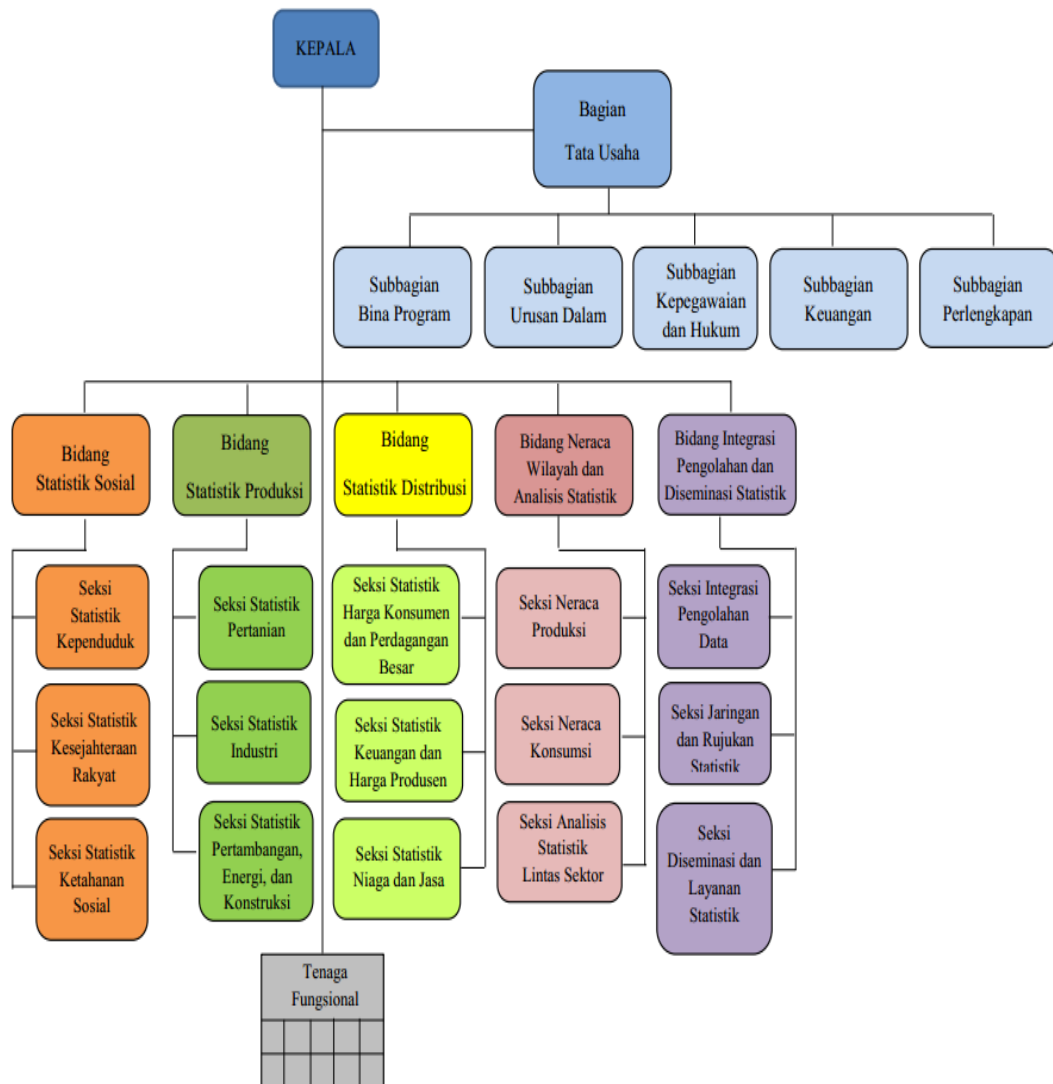 KEPALA
Bagian
Tata Usaha
Subbagian
Bina Program
Subbagian
Urusan Dalam
Subbagian
Kepegawaian
dan Hukum
Subbagian
Keuangan
Subbagian
Perlengkapan
Bidang
Statistik Sosial
Bidang
Statistik Produksi
Bidang
Statistik Distribusi
Bidang Neraca
Wilayah dan
Analisis Statistik
Bidang Integrasi
Pengolahan dan
Diseminasi Statistik
Seksi
Statistik
Kependuduk
Seksi Statistik
Kesejahteraan
Rakyat
Seksi Statistik
Ketahanan
Sosial
Seksi Statistik
Pertanian
Seksi Statistik
Industri
Seksi Statistik
Pertambangan,
Energi, dan
Konstruksi
Seksi Statistik
Harga Konsumen
dan Perdagangan
Besar
Seksi Statistik
Keuangan dan
Harga Produsen
Seksi Statistik
Niaga dan Jasa
Seksi Neraca
Produksi
Seksi Neraca
Konsumsi
Seksi Analisis
Statistik
Lintas Sektor
Seksi Integrasi
Pengolahan
Data
Seksi Jaringan
dan Rujukan
Statistik
Seksi
Diseminasi dan
Layanan
Statistik
Tenaga
Fungsional